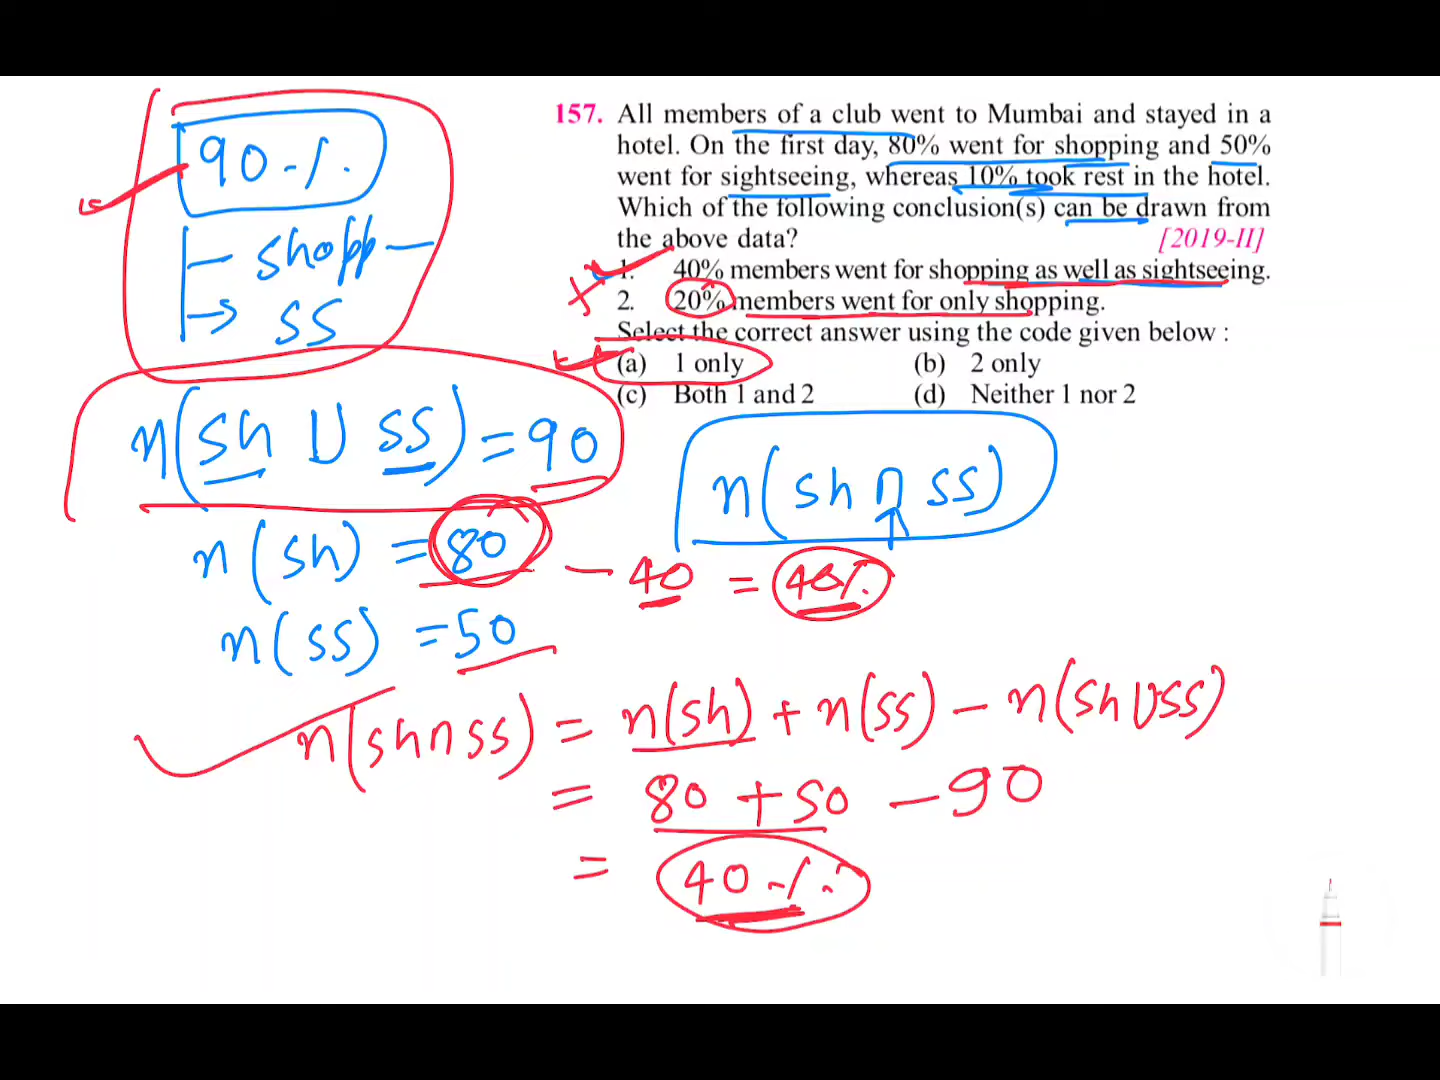 157. All members of a club went to Mumbai and stayed in a
hotel. On the first day, 80% went for shopping and 50%
went for sightseeing, whereas 10% took rest in the hotel.
Which of the following conclusion(s) can be drawn from
the above data? [2019-II]
1. 40% members went for shopping as well as sightseeing.
2. 20% members went for only shopping.
Select the correct answer using the code given below :
(a) 1 only (b) 2 only
(c) Both 1 and 2 (d) Neither 1 nor 2
90%
shopp
SS
n(sh ∪ ss) = 90
n(sh ∩ ss)
n(sh) = 80 - 40 = 40%
n(ss) = 50
n(sh∩ss) = n(sh) + n(ss) - n(sh∪ss)
= 80 + 50 - 90
= 40%